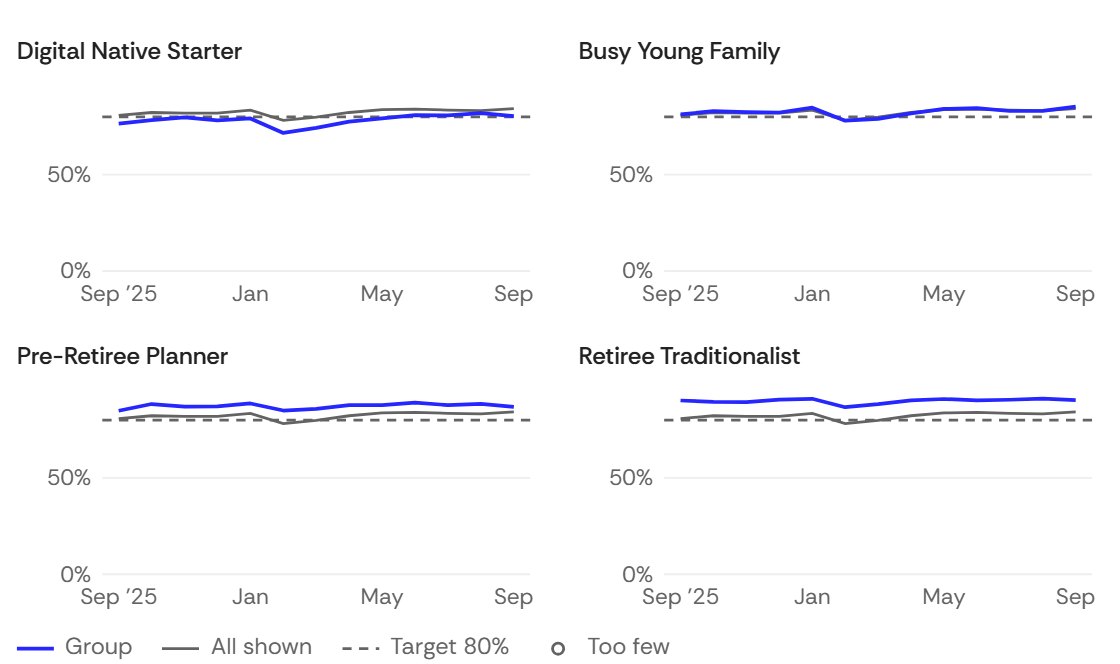 Digital Native Starter
50%
0%
Sep ’25 Jan May Sep
Busy Young Family
50%
0%
Sep ’25 Jan May Sep
Pre-Retiree Planner
50%
0%
Sep ’25 Jan May Sep
Retiree Traditionalist
50%
0%
Sep ’25 Jan May Sep
Group All shown Target 80% Too few